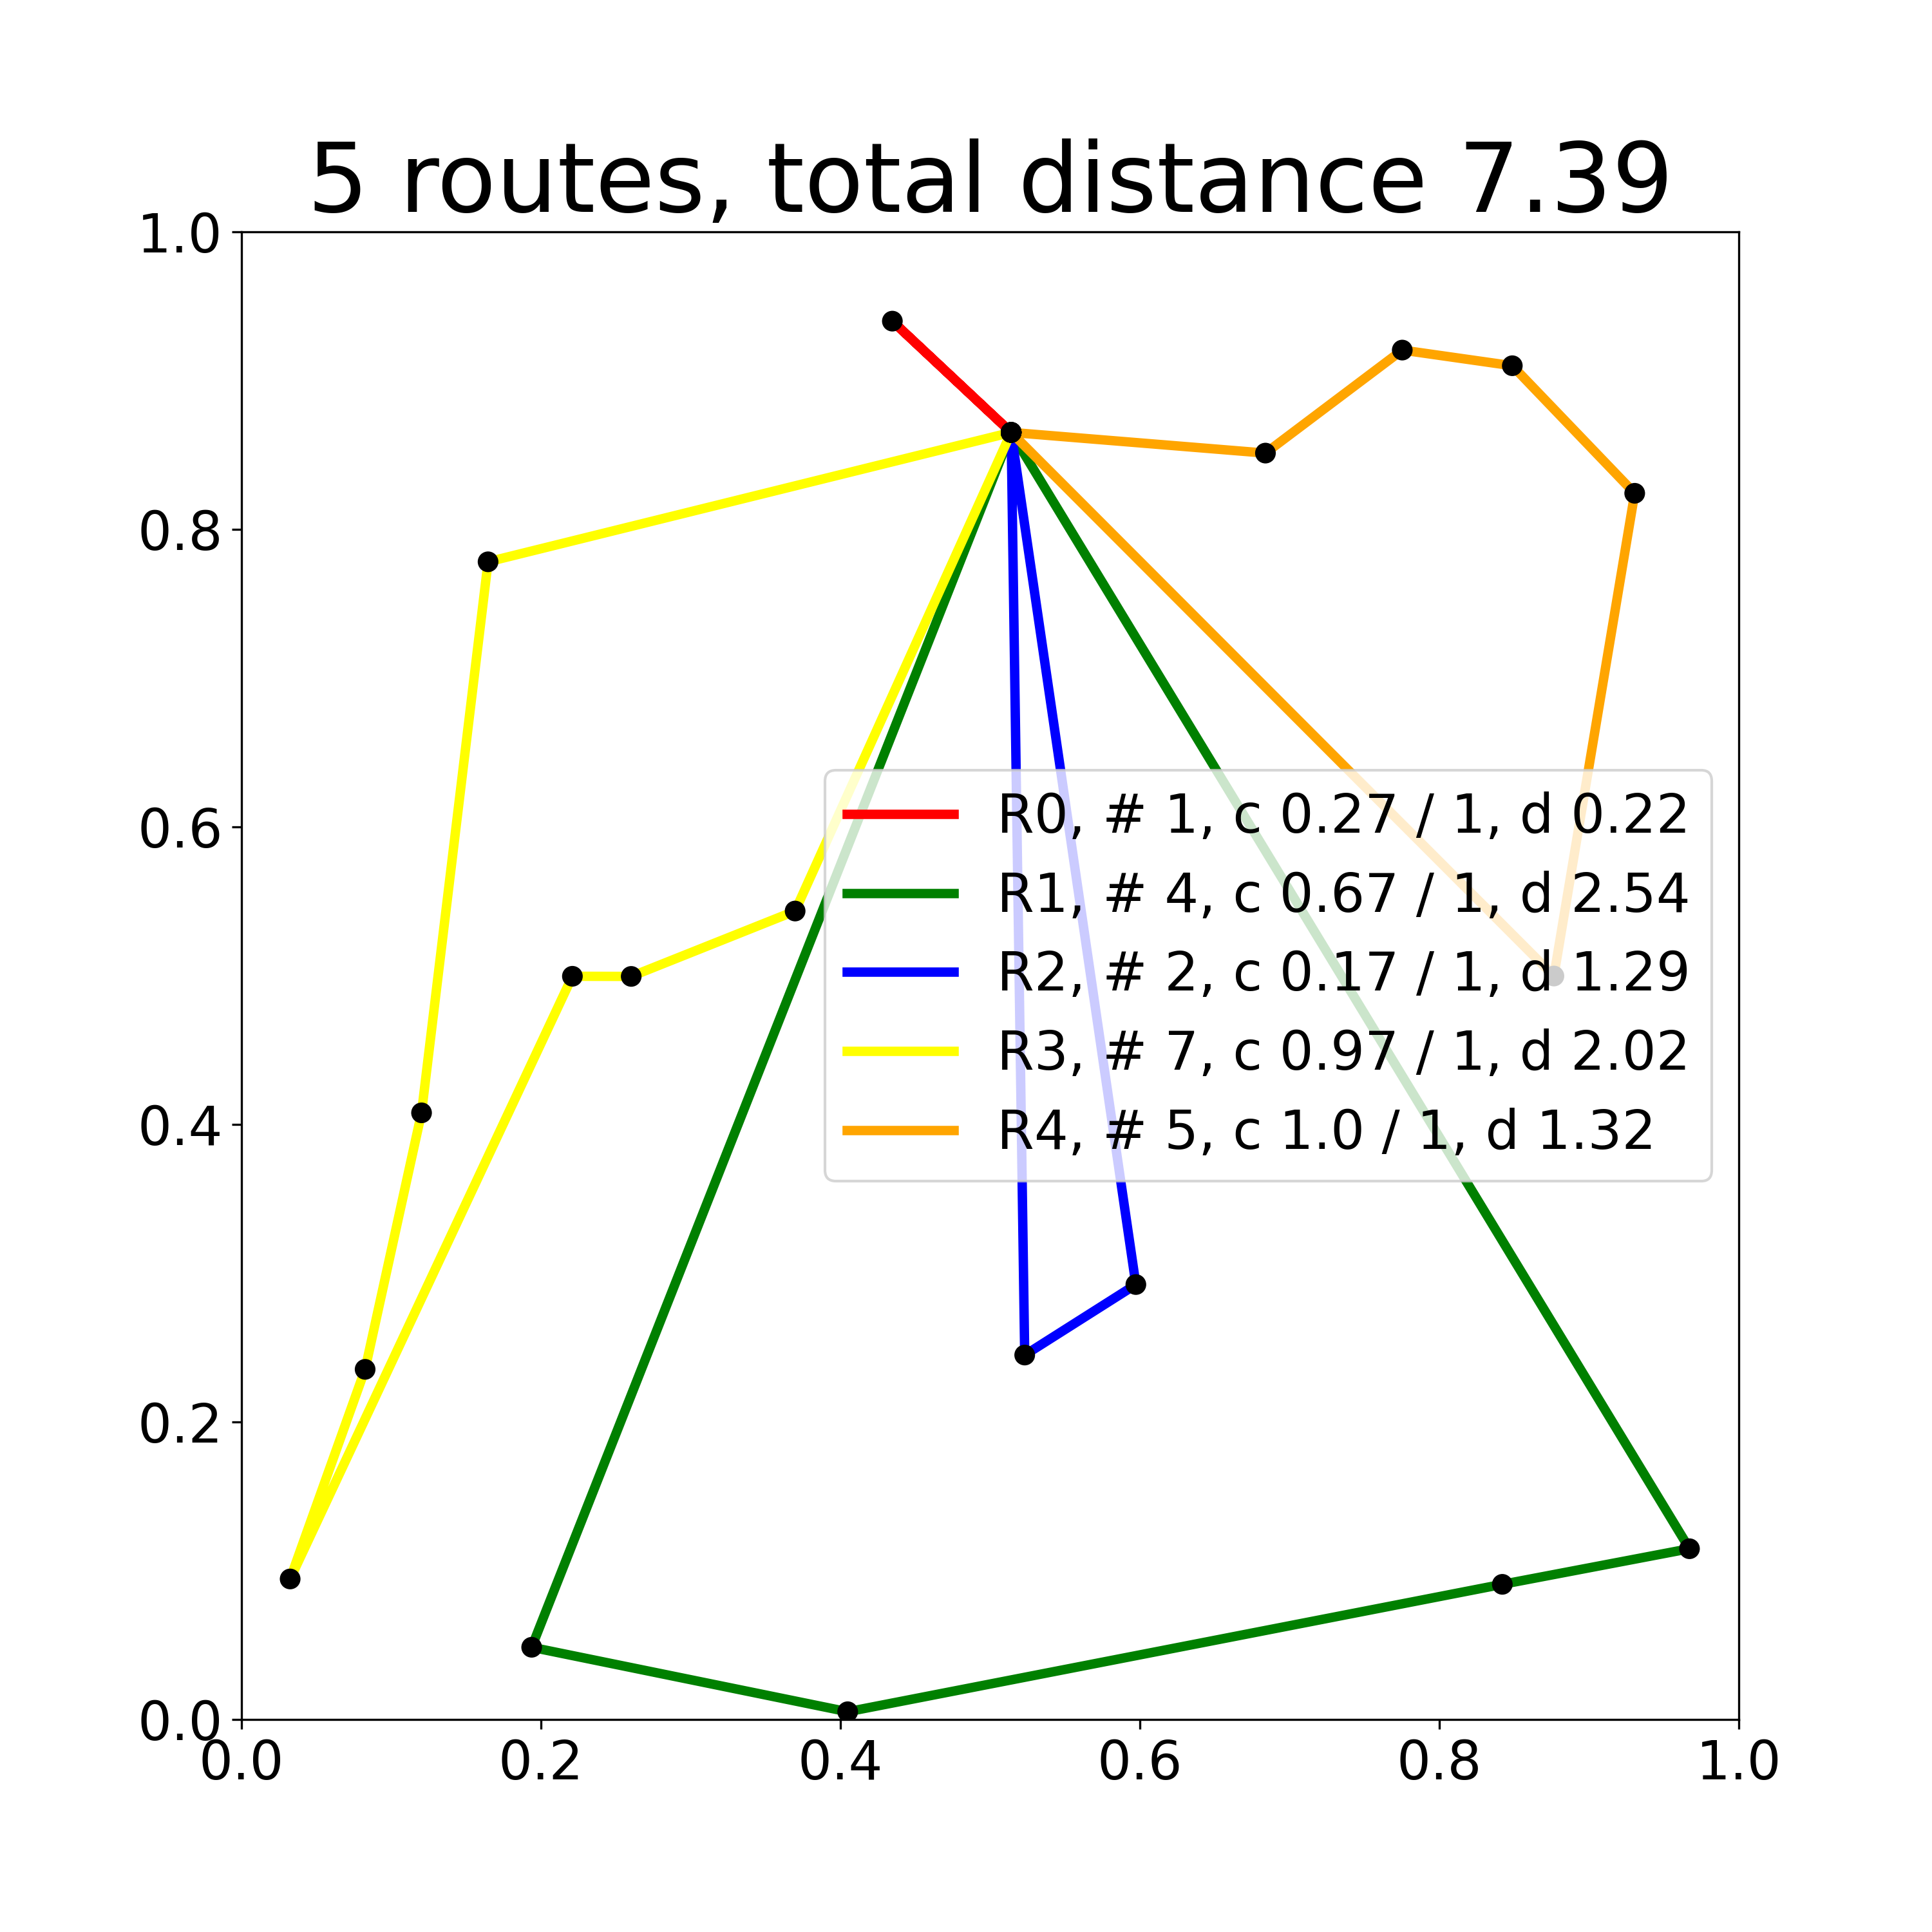 5 routes, total distance 7.39
1.0
0.8
0.6
0.4
0.2
0.0
R0, # 1, c 0.27 / 1, d 0.22
R1, # 4, c 0.67 / 1, d 2.54
R2, # 2, c 0.17 / 1, d 1.29
R3, # 7, c 0.97 / 1, d 2.02
R4, # 5, c 1.0 / 1, d 1.32
0.0 0.2 0.4 0.6 0.8 1.0